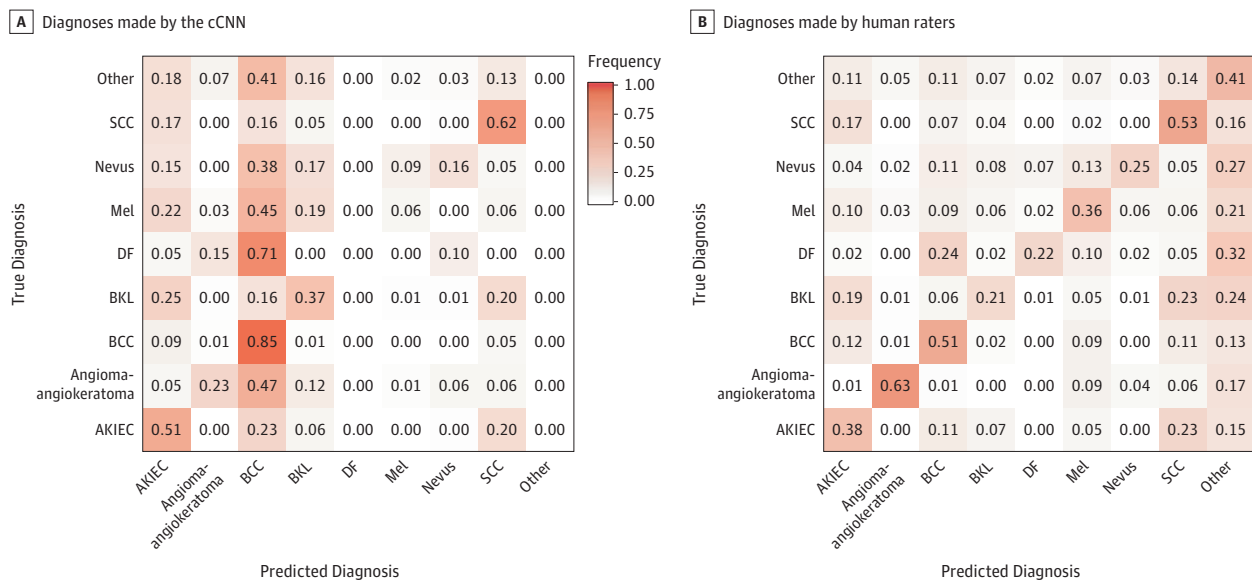 A Diagnoses made by the cCNN
True Diagnosis
Other 0.18 0.07 0.41 0.16 0.00 0.02 0.03 0.13 0.00
SCC 0.17 0.00 0.16 0.05 0.00 0.00 0.00 0.62 0.00
Nevus 0.15 0.00 0.38 0.17 0.00 0.09 0.16 0.05 0.00
Mel 0.22 0.03 0.45 0.19 0.00 0.06 0.00 0.06 0.00
DF 0.05 0.15 0.71 0.00 0.00 0.00 0.10 0.00 0.00
BKL 0.25 0.00 0.16 0.37 0.00 0.01 0.01 0.20 0.00
BCC 0.09 0.01 0.85 0.01 0.00 0.00 0.00 0.05 0.00
Angioma-
angiokeratoma 0.05 0.23 0.47 0.12 0.00 0.01 0.06 0.06 0.00
AKIEC 0.51 0.00 0.23 0.06 0.00 0.00 0.00 0.20 0.00
AKIEC
Angioma-
angiokeratoma
BCC
BKL
DF
Mel
Nevus
SCC
Other
Predicted Diagnosis
Frequency
1.00
0.75
0.50
0.25
0.00
B Diagnoses made by human raters
True Diagnosis
Other 0.11 0.05 0.11 0.07 0.02 0.07 0.03 0.14 0.41
SCC 0.17 0.00 0.07 0.04 0.00 0.02 0.00 0.53 0.16
Nevus 0.04 0.02 0.11 0.08 0.07 0.13 0.25 0.05 0.27
Mel 0.10 0.03 0.09 0.06 0.02 0.36 0.06 0.06 0.21
DF 0.02 0.00 0.24 0.02 0.22 0.10 0.02 0.05 0.32
BKL 0.19 0.01 0.06 0.21 0.01 0.05 0.01 0.23 0.24
BCC 0.12 0.01 0.51 0.02 0.00 0.09 0.00 0.11 0.13
Angioma-
angiokeratoma 0.01 0.63 0.01 0.00 0.00 0.09 0.04 0.06 0.17
AKIEC 0.38 0.00 0.11 0.07 0.00 0.05 0.00 0.23 0.15
AKIEC
Angioma-
angiokeratoma
BCC
BKL
DF
Mel
Nevus
SCC
Other
Predicted Diagnosis